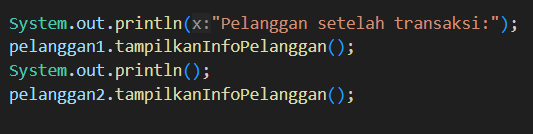 System.out.println(x:"Pelanggan setelah transaksi:");
pelanggan1.tampilkanInfoPelanggan();
System.out.println();
pelanggan2.tampilkanInfoPelanggan();